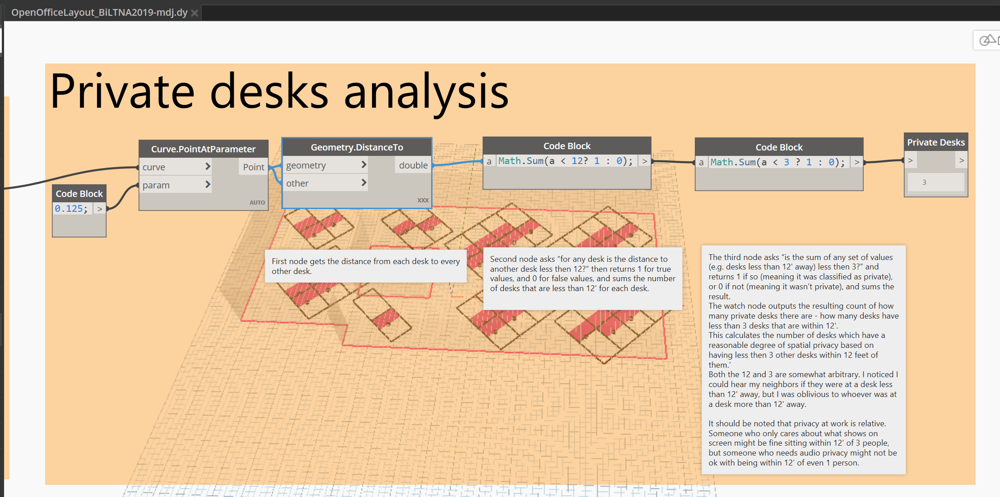 OpenOfficeLayout_BiLTNA2019-mdj.dy
Private desks analysis
Code Block
0.125; >
Curve.PointAtParameter
curve > Point
param >
AUTO
Geometry.DistanceTo
geometry > double
other >
XXX
Code Block
a Math.Sum(a < 12? 1 : 0); >
Code Block
a Math.Sum(a < 3 ? 1 : 0); >
Private Desks
> >
3
First node gets the distance from each desk to every
other desk.
Second node asks “for any desk is the distance to
another desk less then 12?” then returns 1 for true
values, and 0 for false values, and sums the number
of desks that are less than 12' for each desk.
The third node asks “is the sum of any set of values
(e.g. desks less than 12' away) less then 3?” and
returns 1 if so (meaning it was classified as private),
or 0 if not (meaning it wasn’t private), and sums the
result.
The watch node outputs the resulting count of how
many private desks there are - how many desks have
less than 3 desks that are within 12'.
This calculates the number of desks which have a
reasonable degree of spatial privacy based on
having less then 3 other desks within 12 feet of
them.’
Both the 12 and 3 are somewhat arbitrary. I noticed I
could hear my neighbors if they were at a desk less
than 12' away, but I was oblivious to whoever was at
a desk more than 12' away.
It should be noted that privacy at work is relative.
Someone who only cares about what shows on
screen might be fine sitting within 12’ of 3 people,
but someone who needs audio privacy might not be
ok with being within 12’ of even 1 person.